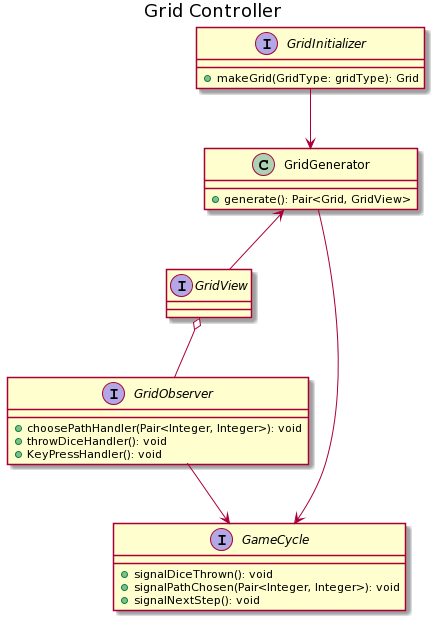 Grid Controller
I GridInitializer
makeGrid(GridType: gridType): Grid
C GridGenerator
generate(): Pair<Grid, GridView>
I GridView
I GridObserver
choosePathHandler(Pair<Integer, Integer>): void
throwDiceHandler(): void
KeyPressHandler(): void
I GameCycle
signalDiceThrown(): void
signalPathChosen(Pair<Integer, Integer>): void
signalNextStep(): void